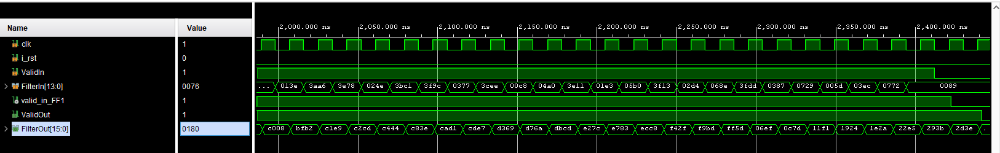 Name Value
2,000.000 ns 2,050.000 ns 2,100.000 ns 2,150.000 ns 2,200.000 ns 2,250.000 ns 2,300.000 ns 2,350.000 ns 2,400.000 ns
clk 1
i_rst 0
ValidIn 1
FilterIn[13:0] 0076 ... 013e 3aa6 3e78 024e 3bc1 3f9c 0377 3cee 00c8 04a0 3e11 01e3 05b0 3f13 02d4 068e 3fdd 0387 0729 005d 03ec 0772 0089
valid_in_FF1 1
ValidOut 1
FilterOut[15:0] 0180 c008 bfb2 c1e9 c2cd c444 c83e cad1 cde7 d369 d76a dbcd e27c e783 ecc8 f42f f9bd ff5d 06ef 0c7d 11f1 1924 1e2a 22e5 293b 2d3e .